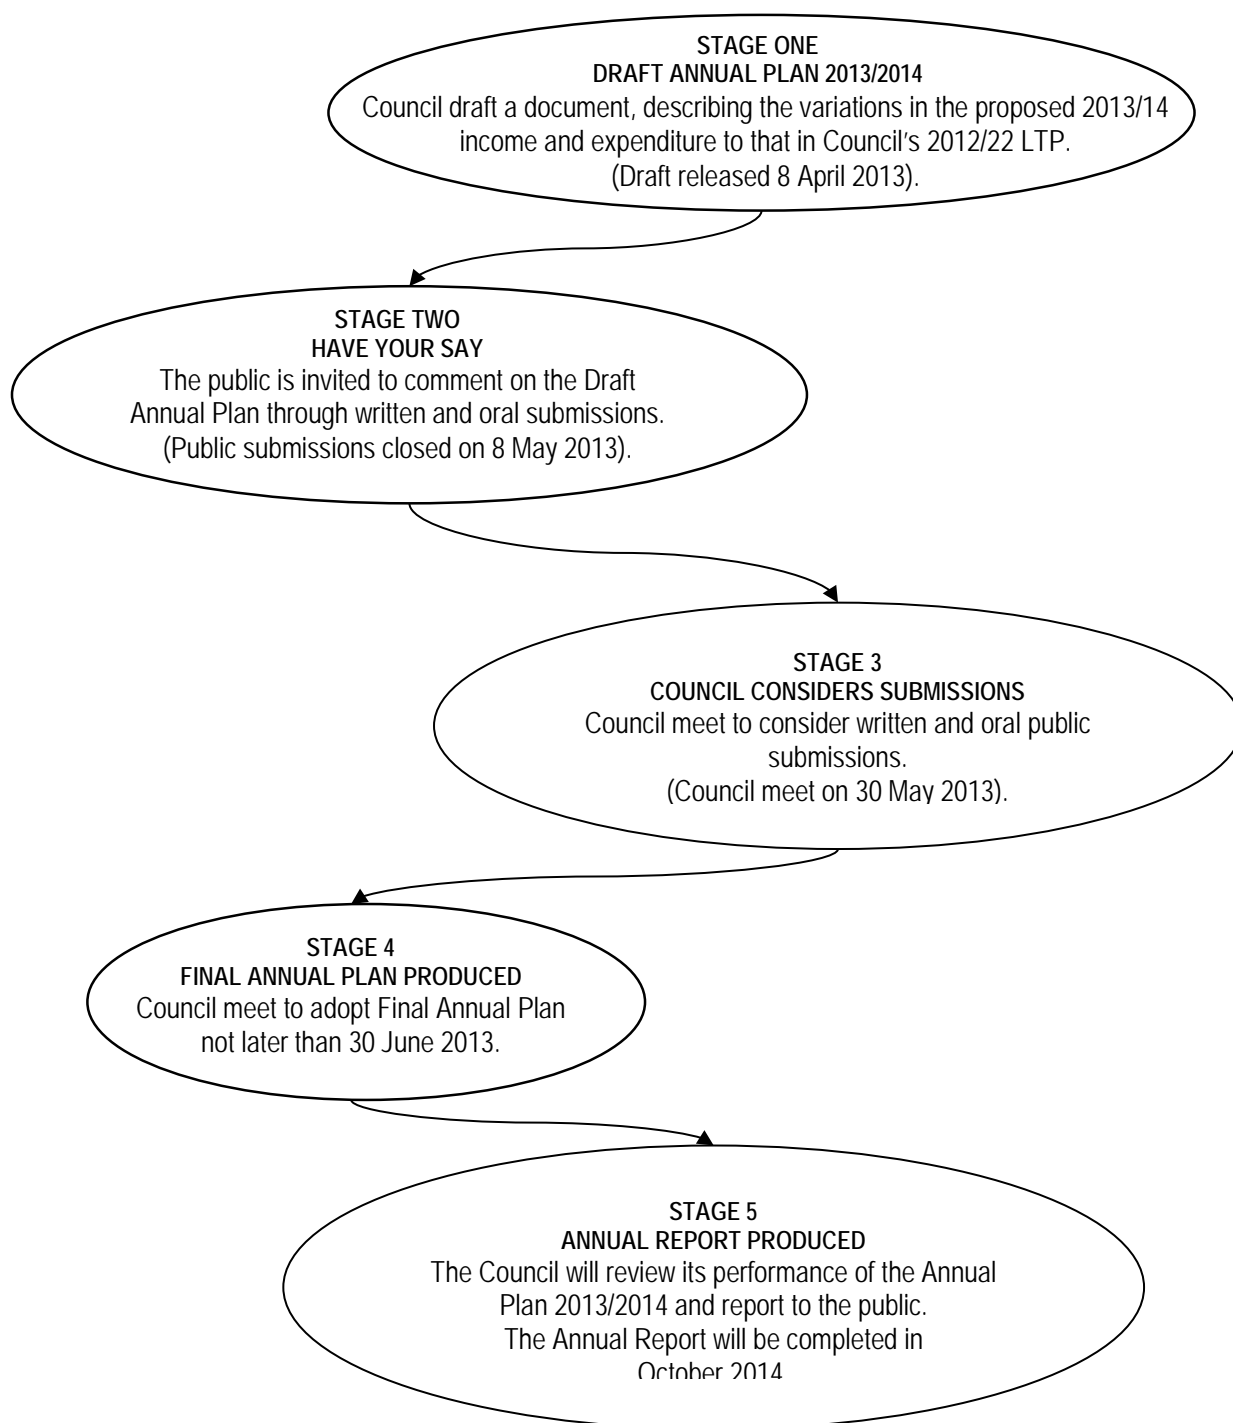 STAGE ONE
DRAFT ANNUAL PLAN 2013/2014
Council draft a document, describing the variations in the proposed 2013/14
income and expenditure to that in Council's 2012/22 LTP.
(Draft released 8 April 2013).
STAGE TWO
HAVE YOUR SAY
The public is invited to comment on the Draft
Annual Plan through written and oral submissions.
(Public submissions closed on 8 May 2013).
STAGE 3
COUNCIL CONSIDERS SUBMISSIONS
Council meet to consider written and oral public
submissions.
(Council meet on 30 May 2013).
STAGE 4
FINAL ANNUAL PLAN PRODUCED
Council meet to adopt Final Annual Plan
not later than 30 June 2013.
STAGE 5
ANNUAL REPORT PRODUCED
The Council will review its performance of the Annual
Plan 2013/2014 and report to the public.
The Annual Report will be completed in
October 2014